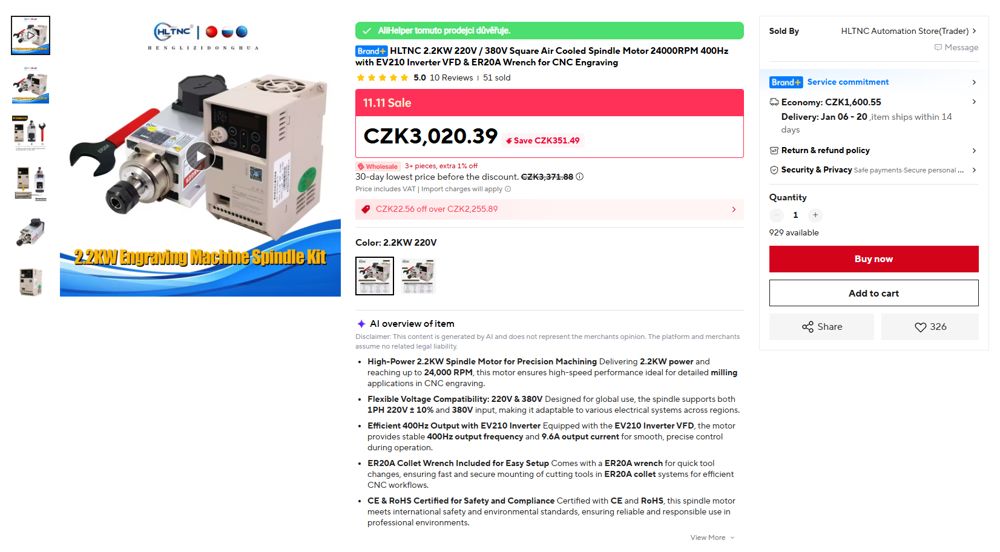 HLTNC
HENGLIZIDONGHUA
2.2KW Engraving Machine Spindle Kit
AliHelper tomuto prodejci důvěřuje.
Brand+ HLTNC 2.2KW 220V / 380V Square Air Cooled Spindle Motor 24000RPM 400Hz
with EV210 Inverter VFD & ER20A Wrench for CNC Engraving
5.0 10 Reviews 51 sold
11.11 Sale
CZK3,020.39 Save CZK351.49
Wholesale 3+ pieces, extra 1% off
30-day lowest price before the discount. CZK3,371.88
Price includes VAT | Import charges will apply
CZK22.56 off over CZK2,255.89
Color: 2.2KW 220V
AI overview of item
Disclaimer: This content is generated by AI and does not represent the merchants opinion. The platform and merchants
assume no related legal liability.
• High-Power 2.2KW Spindle Motor for Precision Machining Delivering 2.2KW power and
reaching up to 24,000 RPM, this motor ensures high-speed performance ideal for detailed milling
applications in CNC engraving.
• Flexible Voltage Compatibility: 220V & 380V Designed for global use, the spindle supports both
1PH 220V ± 10% and 380V input, making it adaptable to various electrical systems across regions.
• Efficient 400Hz Output with EV210 Inverter Equipped with the EV210 Inverter VFD, the motor
provides stable 400Hz output frequency and 9.6A output current for smooth, precise control
during operation.
• ER20A Collet Wrench Included for Easy Setup Comes with a ER20A wrench for quick tool
changes, ensuring fast and secure mounting of cutting tools in ER20A collet systems for efficient
CNC workflows.
• CE & RoHS Certified for Safety and Compliance Certified with CE and RoHS, this spindle motor
meets international safety and environmental standards, ensuring reliable and responsible use in
professional environments.
View More
Sold By HLTNC Automation Store(Trader)
Message
Brand+ Service commitment
Economy: CZK1,600.55
Delivery: Jan 06 - 20 ,item ships within 14
days
Return & refund policy
Security & Privacy Safe payments Secure personal ...
Quantity
- 1 +
929 available
Buy now
Add to cart
Share 326